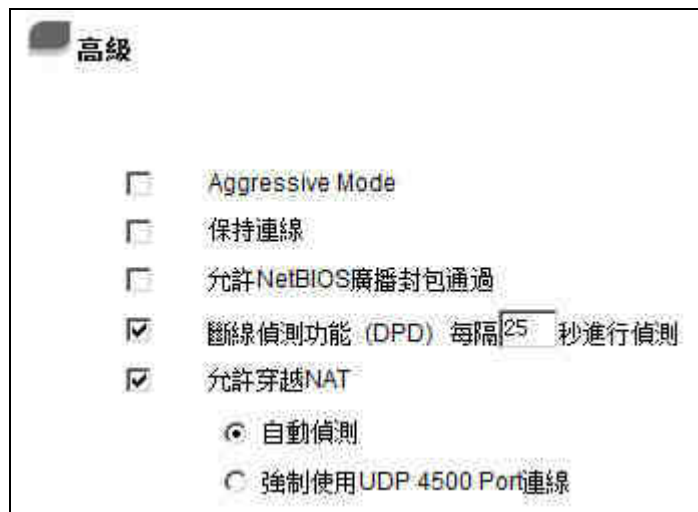 高級
Aggressive Mode
保持連線
允許NetBIOS廣播封包通過
斷線偵測功能 (DPD) 每隔25 秒進行偵測
允許穿越NAT
自動偵測
強制使用UDP 4500 Port連線